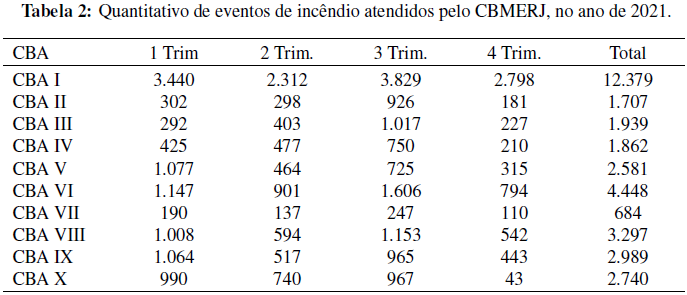 Tabela 2: Quantitativo de eventos de incêndio atendidos pelo CBMERJ, no ano de 2021.
CBA 1 Trim 2 Trim. 3 Trim. 4 Trim. Total
CBA I 3.440 2.312 3.829 2.798 12.379
CBA II 302 298 926 181 1.707
CBA III 292 403 1.017 227 1.939
CBA IV 425 477 750 210 1.862
CBA V 1.077 464 725 315 2.581
CBA VI 1.147 901 1.606 794 4.448
CBA VII 190 137 247 110 684
CBA VIII 1.008 594 1.153 542 3.297
CBA IX 1.064 517 965 443 2.989
CBA X 990 740 967 43 2.740